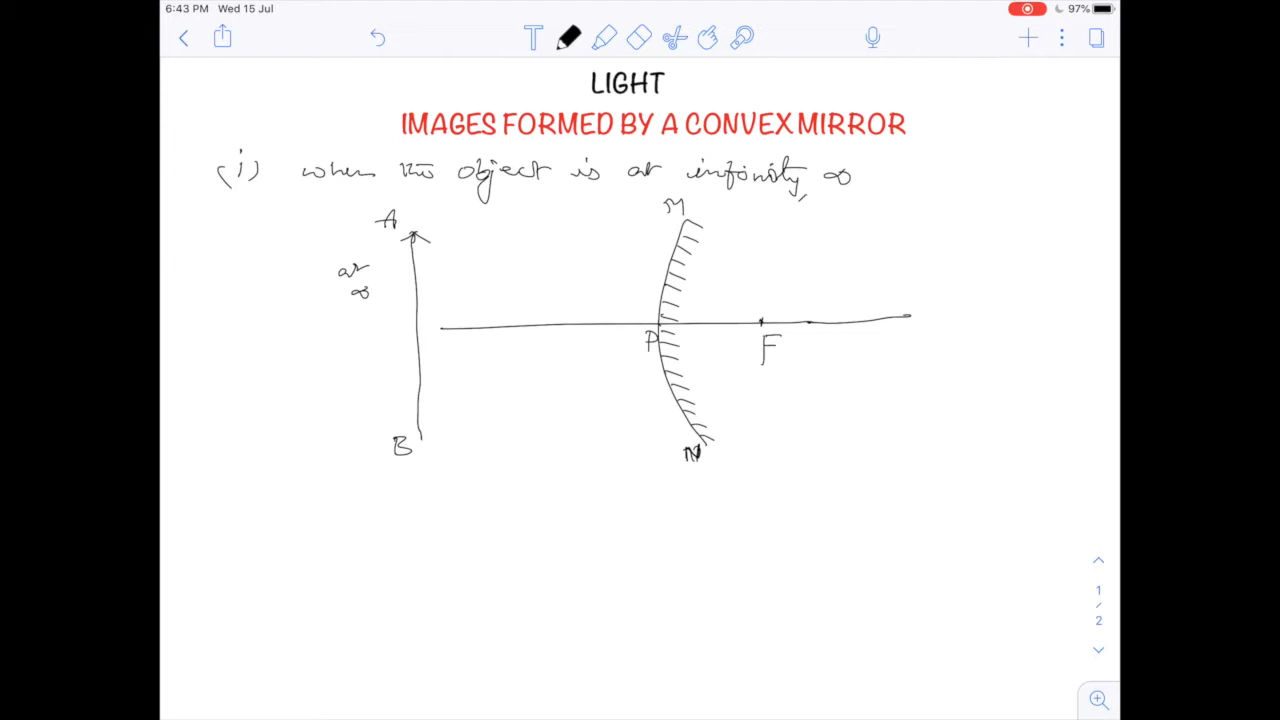 6:43 PM Wed 15 Jul
97%
T
LIGHT
IMAGES FORMED BY A CONVEX MIRROR
(i) when the object is at infinity, ∞
A
M
at
∞
P
F
B
N
1
/
2